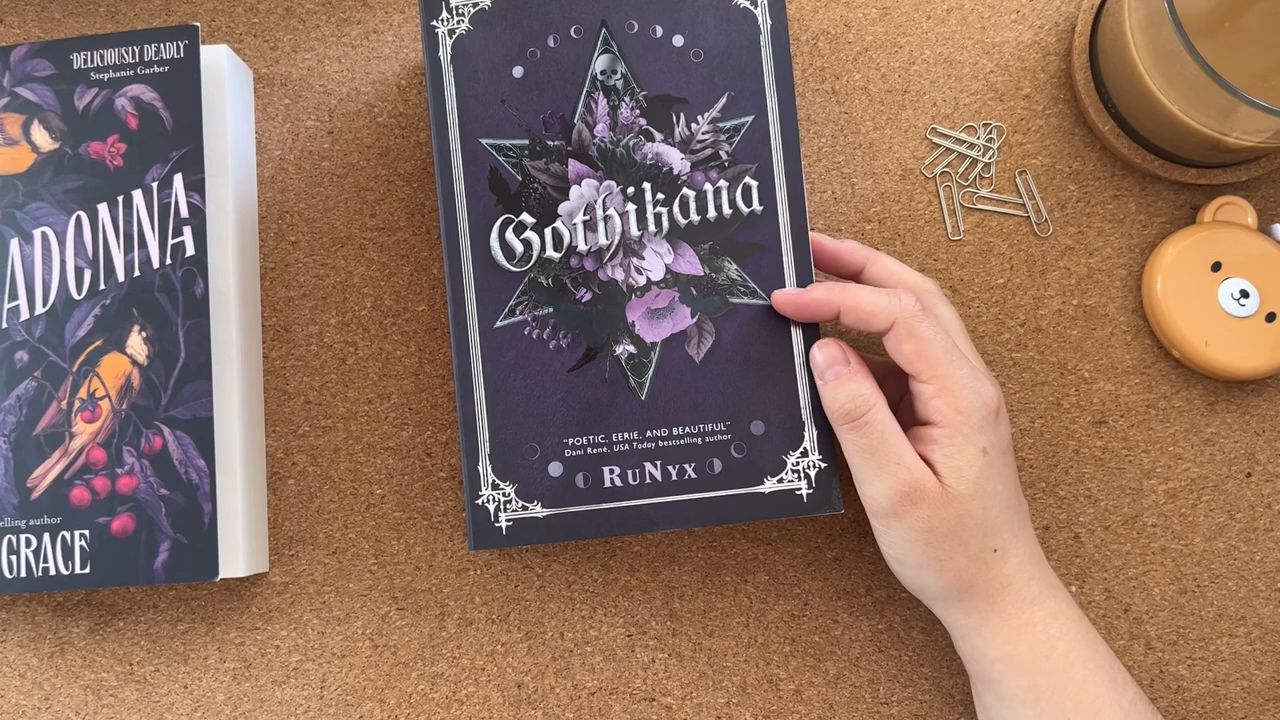 'DELICIOUSLY DEADLY'
Stephanie Garber
ADONNA
elling author
GRACE
Gothikana
"POETIC, EERIE, AND BEAUTIFUL"
Dani René, USA Today bestselling author
RUNYX